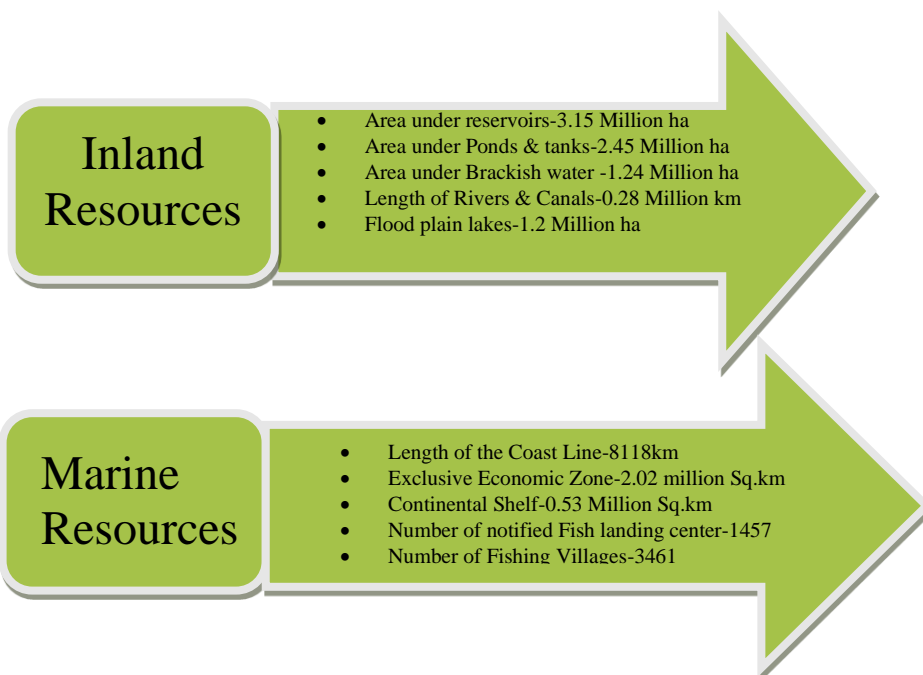 Inland
Resources
• Area under reservoirs-3.15 Million ha
• Area under Ponds & tanks-2.45 Million ha
• Area under Brackish water -1.24 Million ha
• Length of Rivers & Canals-0.28 Million km
• Flood plain lakes-1.2 Million ha
Marine
Resources
• Length of the Coast Line-8118km
• Exclusive Economic Zone-2.02 million Sq.km
• Continental Shelf-0.53 Million Sq.km
• Number of notified Fish landing center-1457
• Number of Fishing Villages-3461